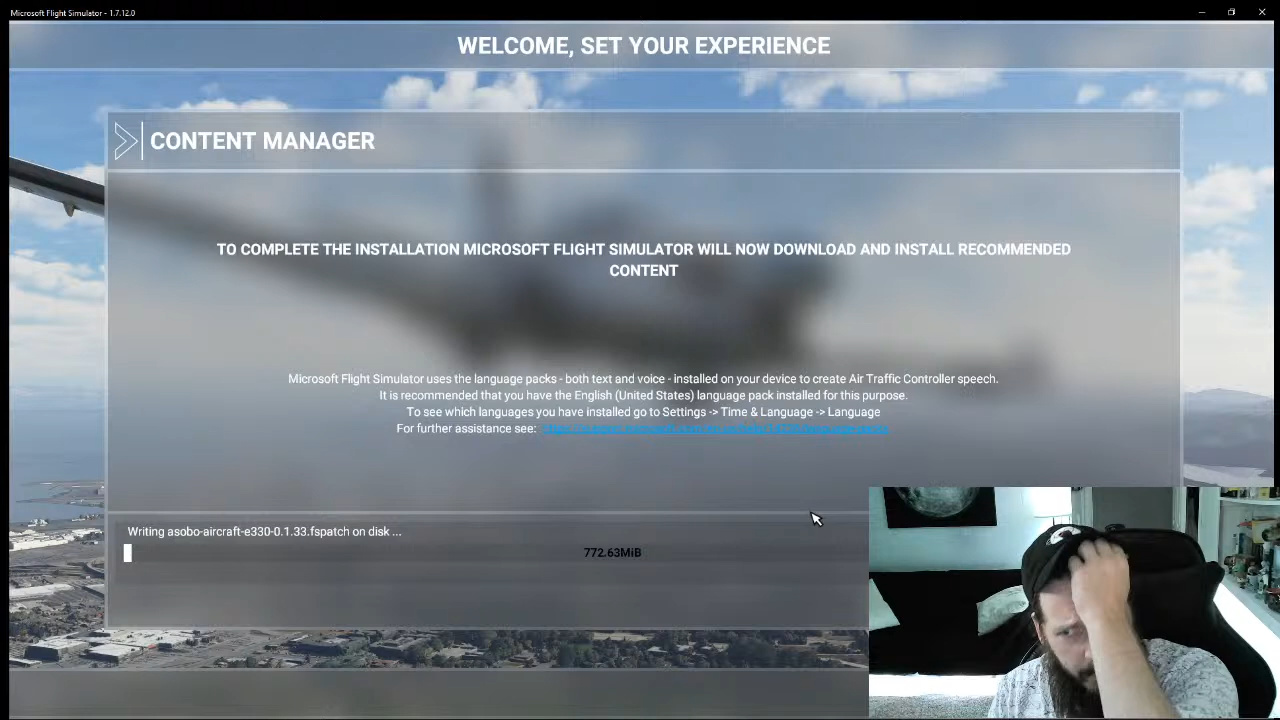 Microsoft Flight Simulator - 1.7.12.0
WELCOME, SET YOUR EXPERIENCE
CONTENT MANAGER
TO COMPLETE THE INSTALLATION MICROSOFT FLIGHT SIMULATOR WILL NOW DOWNLOAD AND INSTALL RECOMMENDED
CONTENT
Microsoft Flight Simulator uses the language packs - both text and voice - installed on your device to create Air Traffic Controller speech.
It is recommended that you have the English (United States) language pack installed for this purpose.
To see which languages you have installed go to Settings -> Time & Language -> Language
For further assistance see:
Writing asobo-aircraft-e330-0.1.33.fspatch on disk ...
772.63MiB